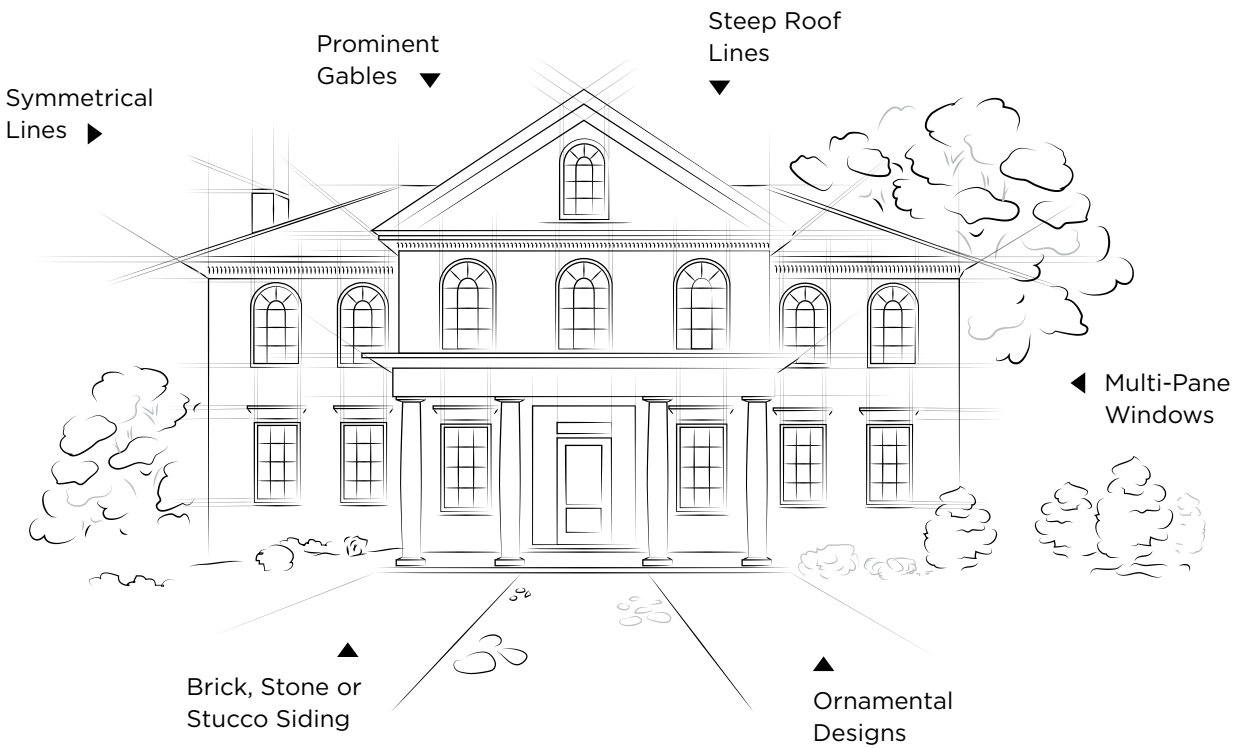 Steep Roof
Lines
Prominent
Gables
Symmetrical
Lines
Multi-Pane
Windows
Brick, Stone or
Stucco Siding
Ornamental
Designs